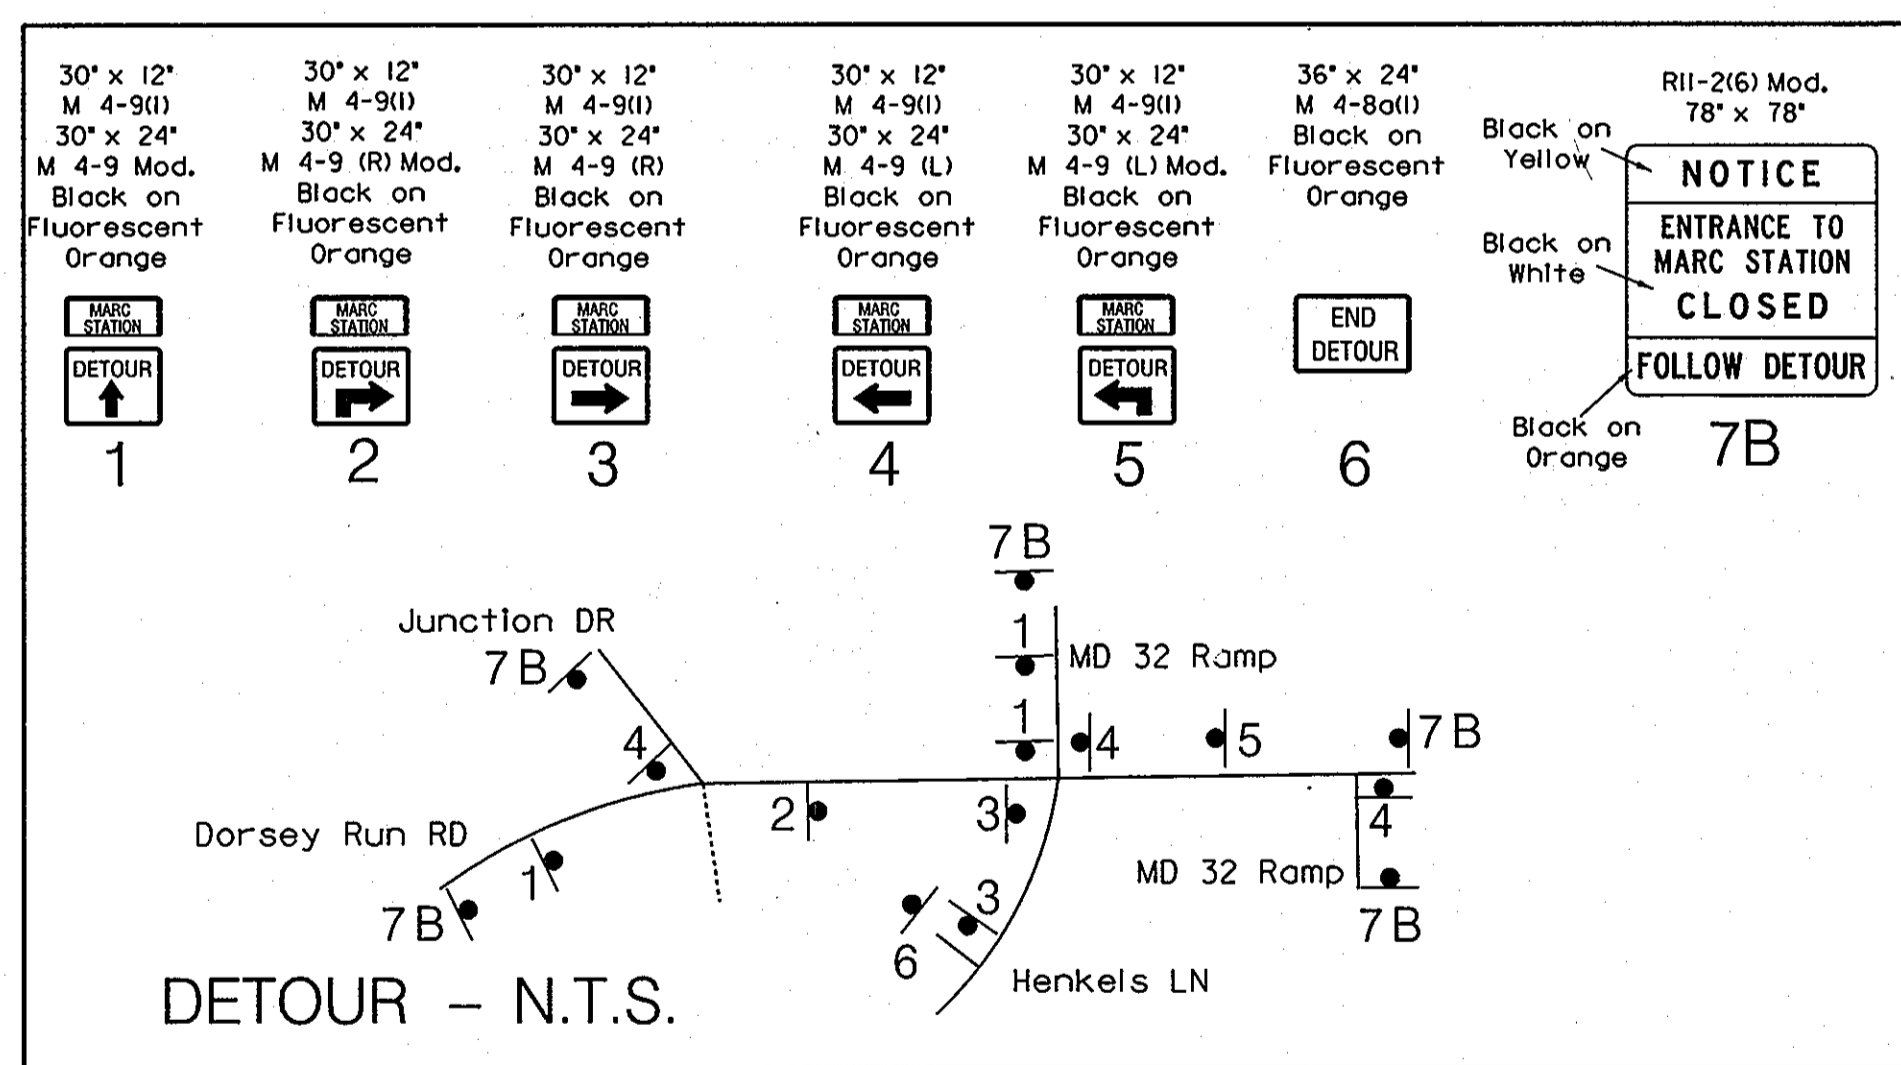 30" x 12"
M 4-9(1)
30" x 24"
M 4-9 Mod.
Black on
Fluorescent
Orange
MARC
STATION
DETOUR
1
30" x 12"
M 4-9(1)
30" x 24"
M 4-9 (R) Mod.
Black on
Fluorescent
Orange
MARC
STATION
DETOUR
2
30" x 12"
M 4-9(1)
30" x 24"
M 4-9 (R)
Black on
Fluorescent
Orange
MARC
STATION
DETOUR
3
30" x 12"
M 4-9(1)
30" x 24"
M 4-9 (L)
Black on
Fluorescent
Orange
MARC
STATION
DETOUR
4
30" x 12"
M 4-9(1)
30" x 24"
M 4-9 (L) Mod.
Black on
Fluorescent
Orange
MARC
STATION
DETOUR
5
36" x 24"
M 4-8a(1)
Black on
Fluorescent
Orange
END
DETOUR
6
R11-2(6) Mod.
78" x 78"
Black on
Yellow
NOTICE
Black on
White
ENTRANCE TO
MARC STATION
CLOSED
FOLLOW DETOUR
Black on
Orange
7B
7B
Junction DR
1
7B
MD 32 Ramp
1
4
4
5
7B
Dorsey Run RD
2
3
4
1
MD 32 Ramp
7B
3
7B
6
Henkels LN
DETOUR - N.T.S.